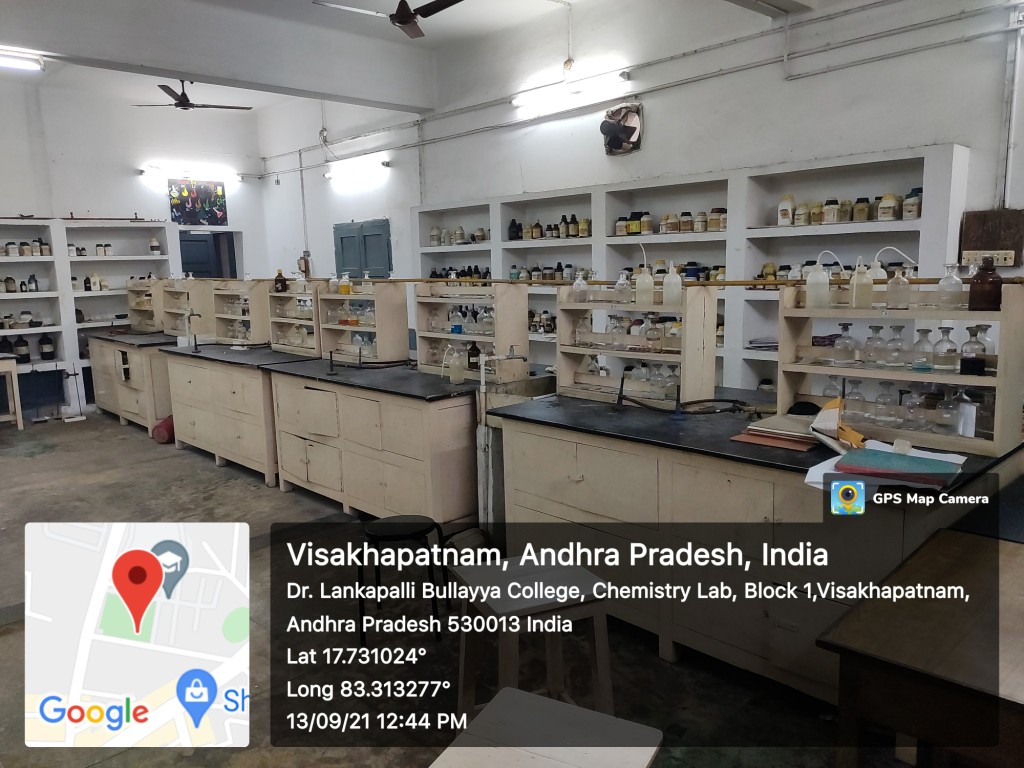 GPS Map Camera
Visakhapatnam, Andhra Pradesh, India
Dr. Lankapalli Bullayya College, Chemistry Lab, Block 1,Visakhapatnam,
Andhra Pradesh 530013 India
Lat 17.731024°
Long 83.313277°
13/09/21 12:44 PM
Google
Sh